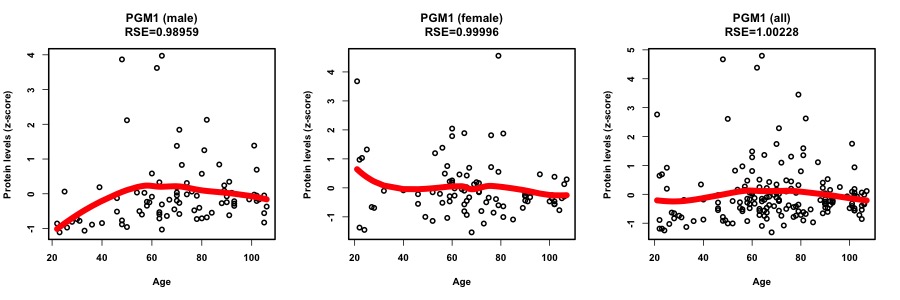 PGM1 (male)
RSE=0.98959
Protein levels (z-score)
4
3
2
1
0
-1
20 40 60 80 100
Age
PGM1 (female)
RSE=0.99996
Protein levels (z-score)
4
3
2
1
0
-1
20 40 60 80 100
Age
PGM1 (all)
RSE=1.00228
Protein levels (z-score)
5
4
3
2
1
0
-1
20 40 60 80 100
Age